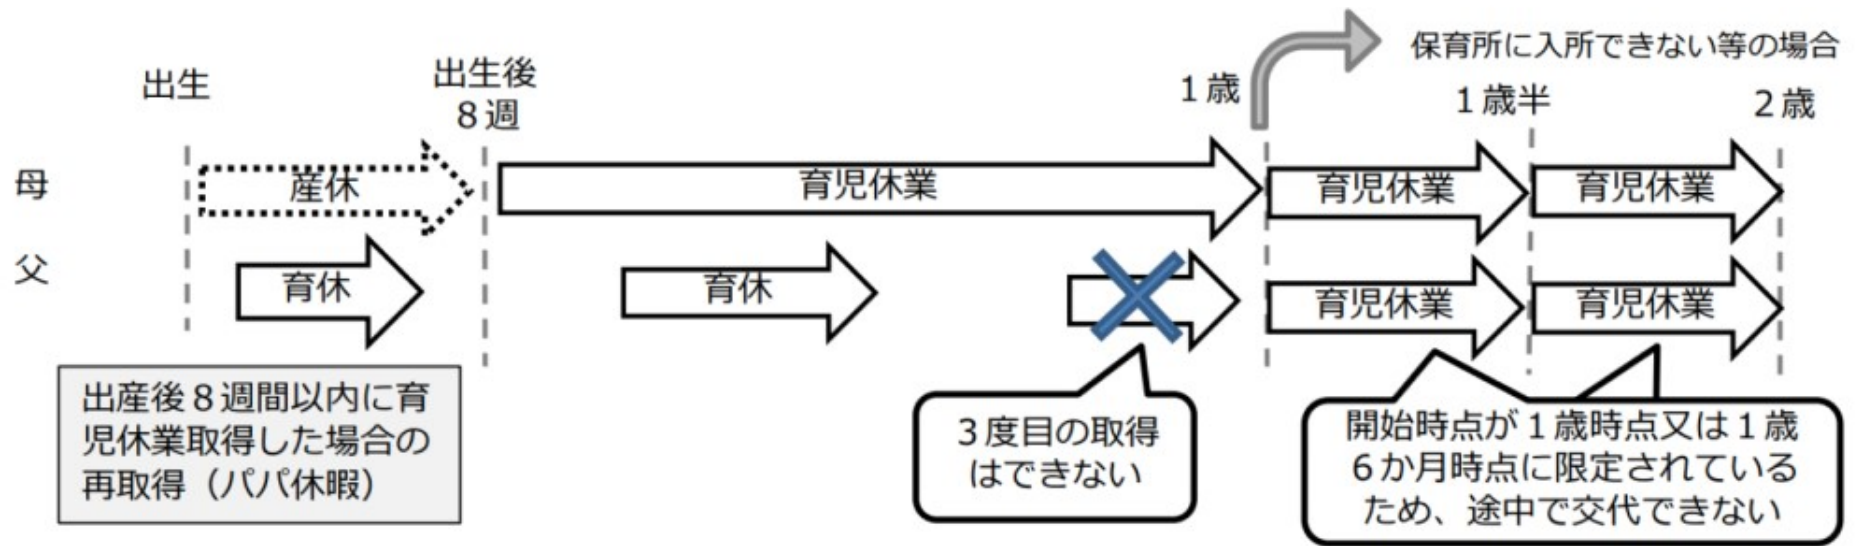 保育所に入所できない等の場合
出生
出生後
８週
１歳
１歳半
２歳
母
産休
育児休業
育児休業
育児休業
父
育休
育休
育児休業
育児休業
出産後８週間以内に育
児休業取得した場合の
再取得（パパ休暇）
３度目の取得
はできない
開始時点が１歳時点又は１歳
６か月時点に限定されている
ため、途中で交代できない